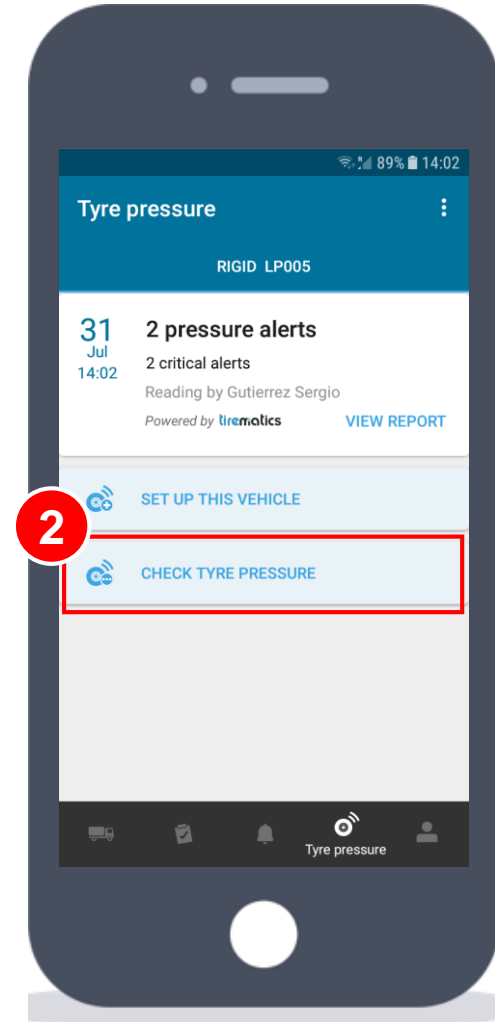 89% 14:02
Tyre pressure
RIGID LP005
31
Jul
14:02
2 pressure alerts
2 critical alerts
Reading by Gutierrez Sergio
Powered by tirematics
VIEW REPORT
SET UP THIS VEHICLE
2
CHECK TYRE PRESSURE
Tyre pressure